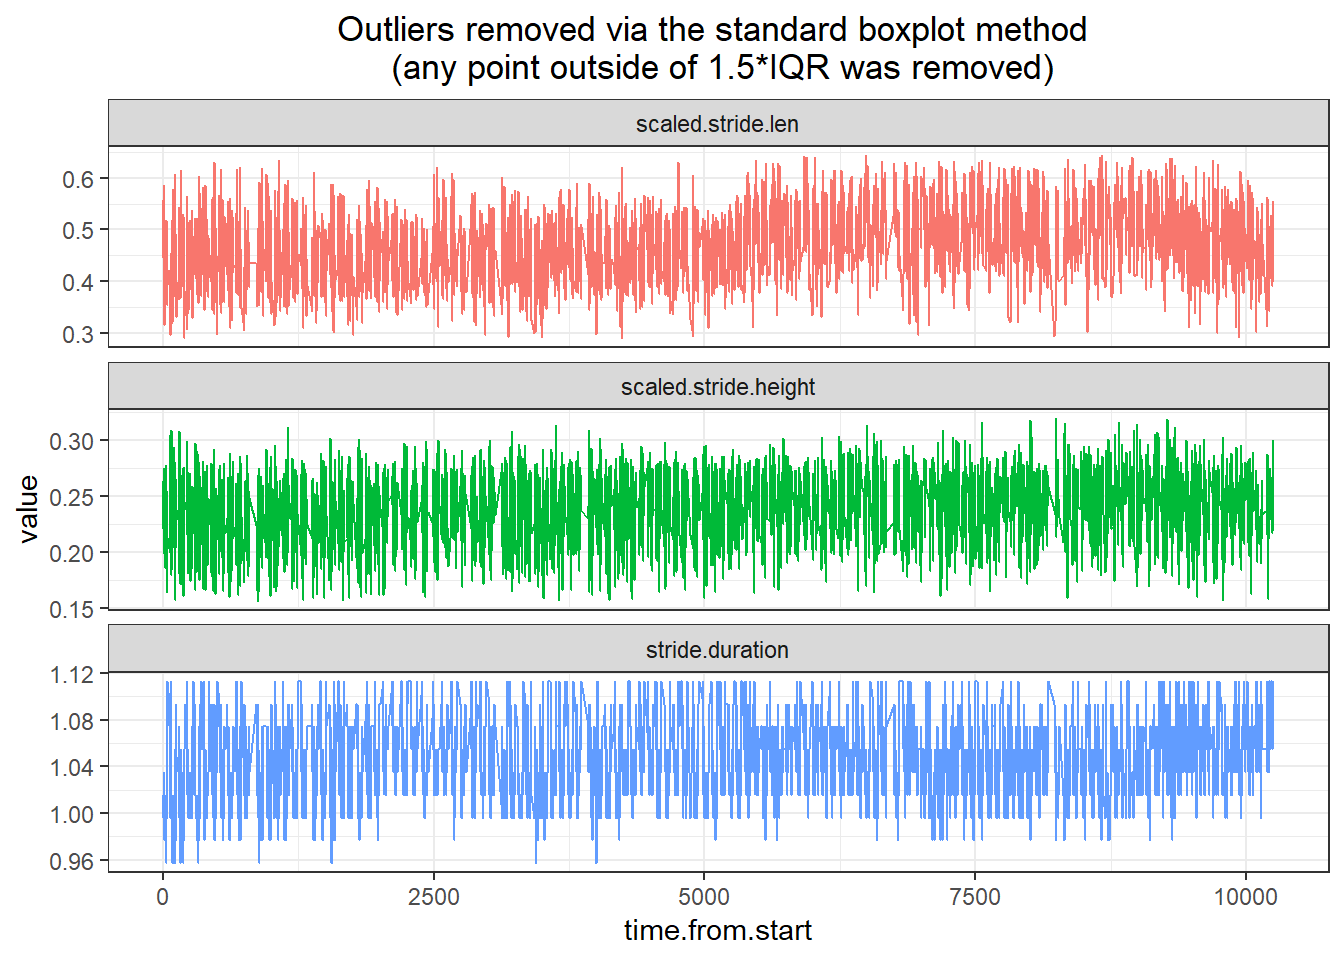 Outliers removed via the standard boxplot method
(any point outside of 1.5*IQR was removed)
scaled.stride.len
0.6
0.5
0.4
0.3
scaled.stride.height
0.30
0.25
0.20
0.15
value
stride.duration
1.12
1.08
1.04
1.00
0.96
0 2500 5000 7500 10000
time.from.start